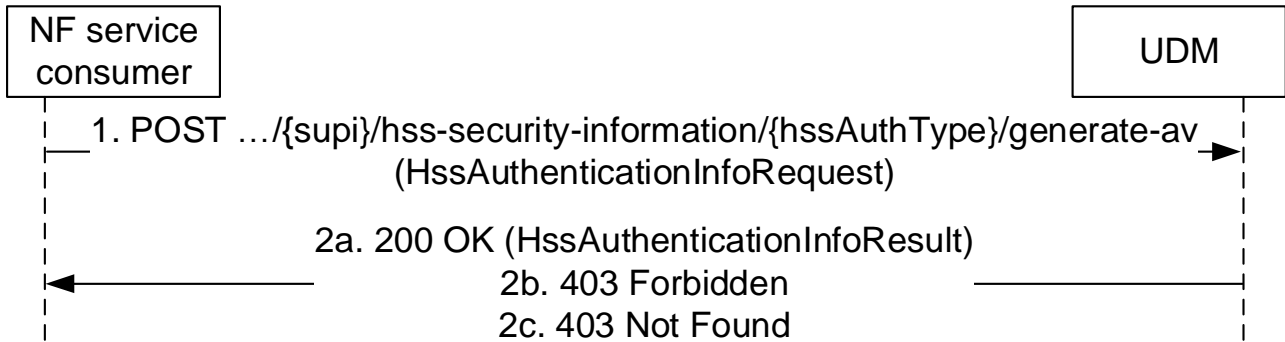 NF service
consumer
UDM
1. POST …/{supi}/hss-security-information/{hssAuthType}/generate-av
(HssAuthenticationInfoRequest)
2a. 200 OK (HssAuthenticationInfoResult)
2b. 403 Forbidden
2c. 403 Not Found